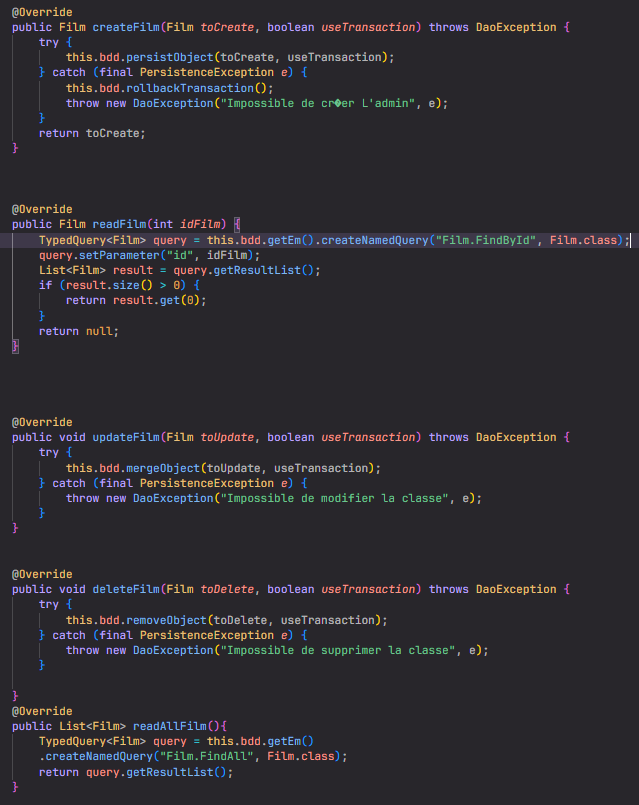 @Override
public Film createFilm(Film toCreate, boolean useTransaction) throws DaoException {
    try {
        this.bdd.persistObject(toCreate, useTransaction);
    } catch (final PersistenceException e) {
        this.bdd.rollbackTransaction();
        throw new DaoException("Impossible de cr�er L'admin", e);
    }
    return toCreate;
}
@Override
public Film readFilm(int idFilm) {
    TypedQuery<Film> query = this.bdd.getEm().createNamedQuery("Film.FindById", Film.class);
    query.setParameter("id", idFilm);
    List<Film> result = query.getResultList();
    if (result.size() > 0) {
        return result.get(0);
    }
    return null;
}
@Override
public void updateFilm(Film toUpdate, boolean useTransaction) throws DaoException {
    try {
        this.bdd.mergeObject(toUpdate, useTransaction);
    } catch (final PersistenceException e) {
        throw new DaoException("Impossible de modifier la classe", e);
    }
}
@Override
public void deleteFilm(Film toDelete, boolean useTransaction) throws DaoException {
    try {
        this.bdd.removeObject(toDelete, useTransaction);
    } catch (final PersistenceException e) {
        throw new DaoException("Impossible de supprimer la classe", e);
    }
}
@Override
public List<Film> readAllFilm(){
    TypedQuery<Film> query = this.bdd.getEm()
    .createNamedQuery("Film.FindAll", Film.class);
    return query.getResultList();
}